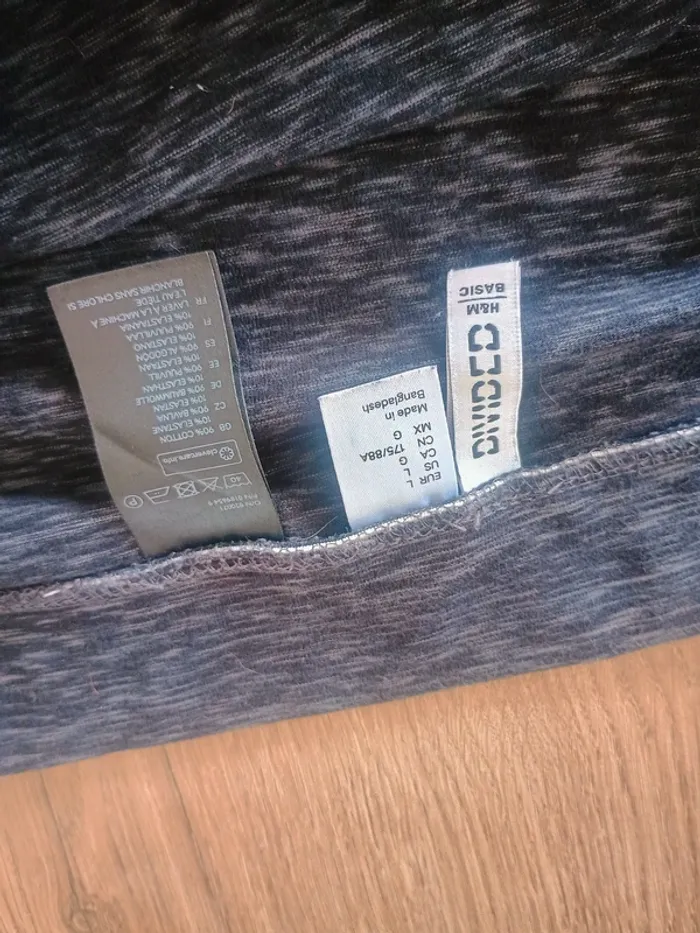 DIVIDED
H&M
BASIC
EUR L
US L
CA G
CN 175/88A
MX G
Made in
Bangladesh
40 P
clevercare.info
GB 90% COTTON
CZ 90% BAVLNA
10% ELASTAN
DE 90% BAUMWOLLE
10% ELASTHAN
EE 90% PUUVILL
10% ELASTAAN
ES 90% ALGODÓN
10% ELASTANO
FI 90% PUUVILLAA
10% ELASTAANIA
FR LAVER À LA MACHINE À
L'EAU TIÈDE
BLANCHIR SANS CHLORE SI